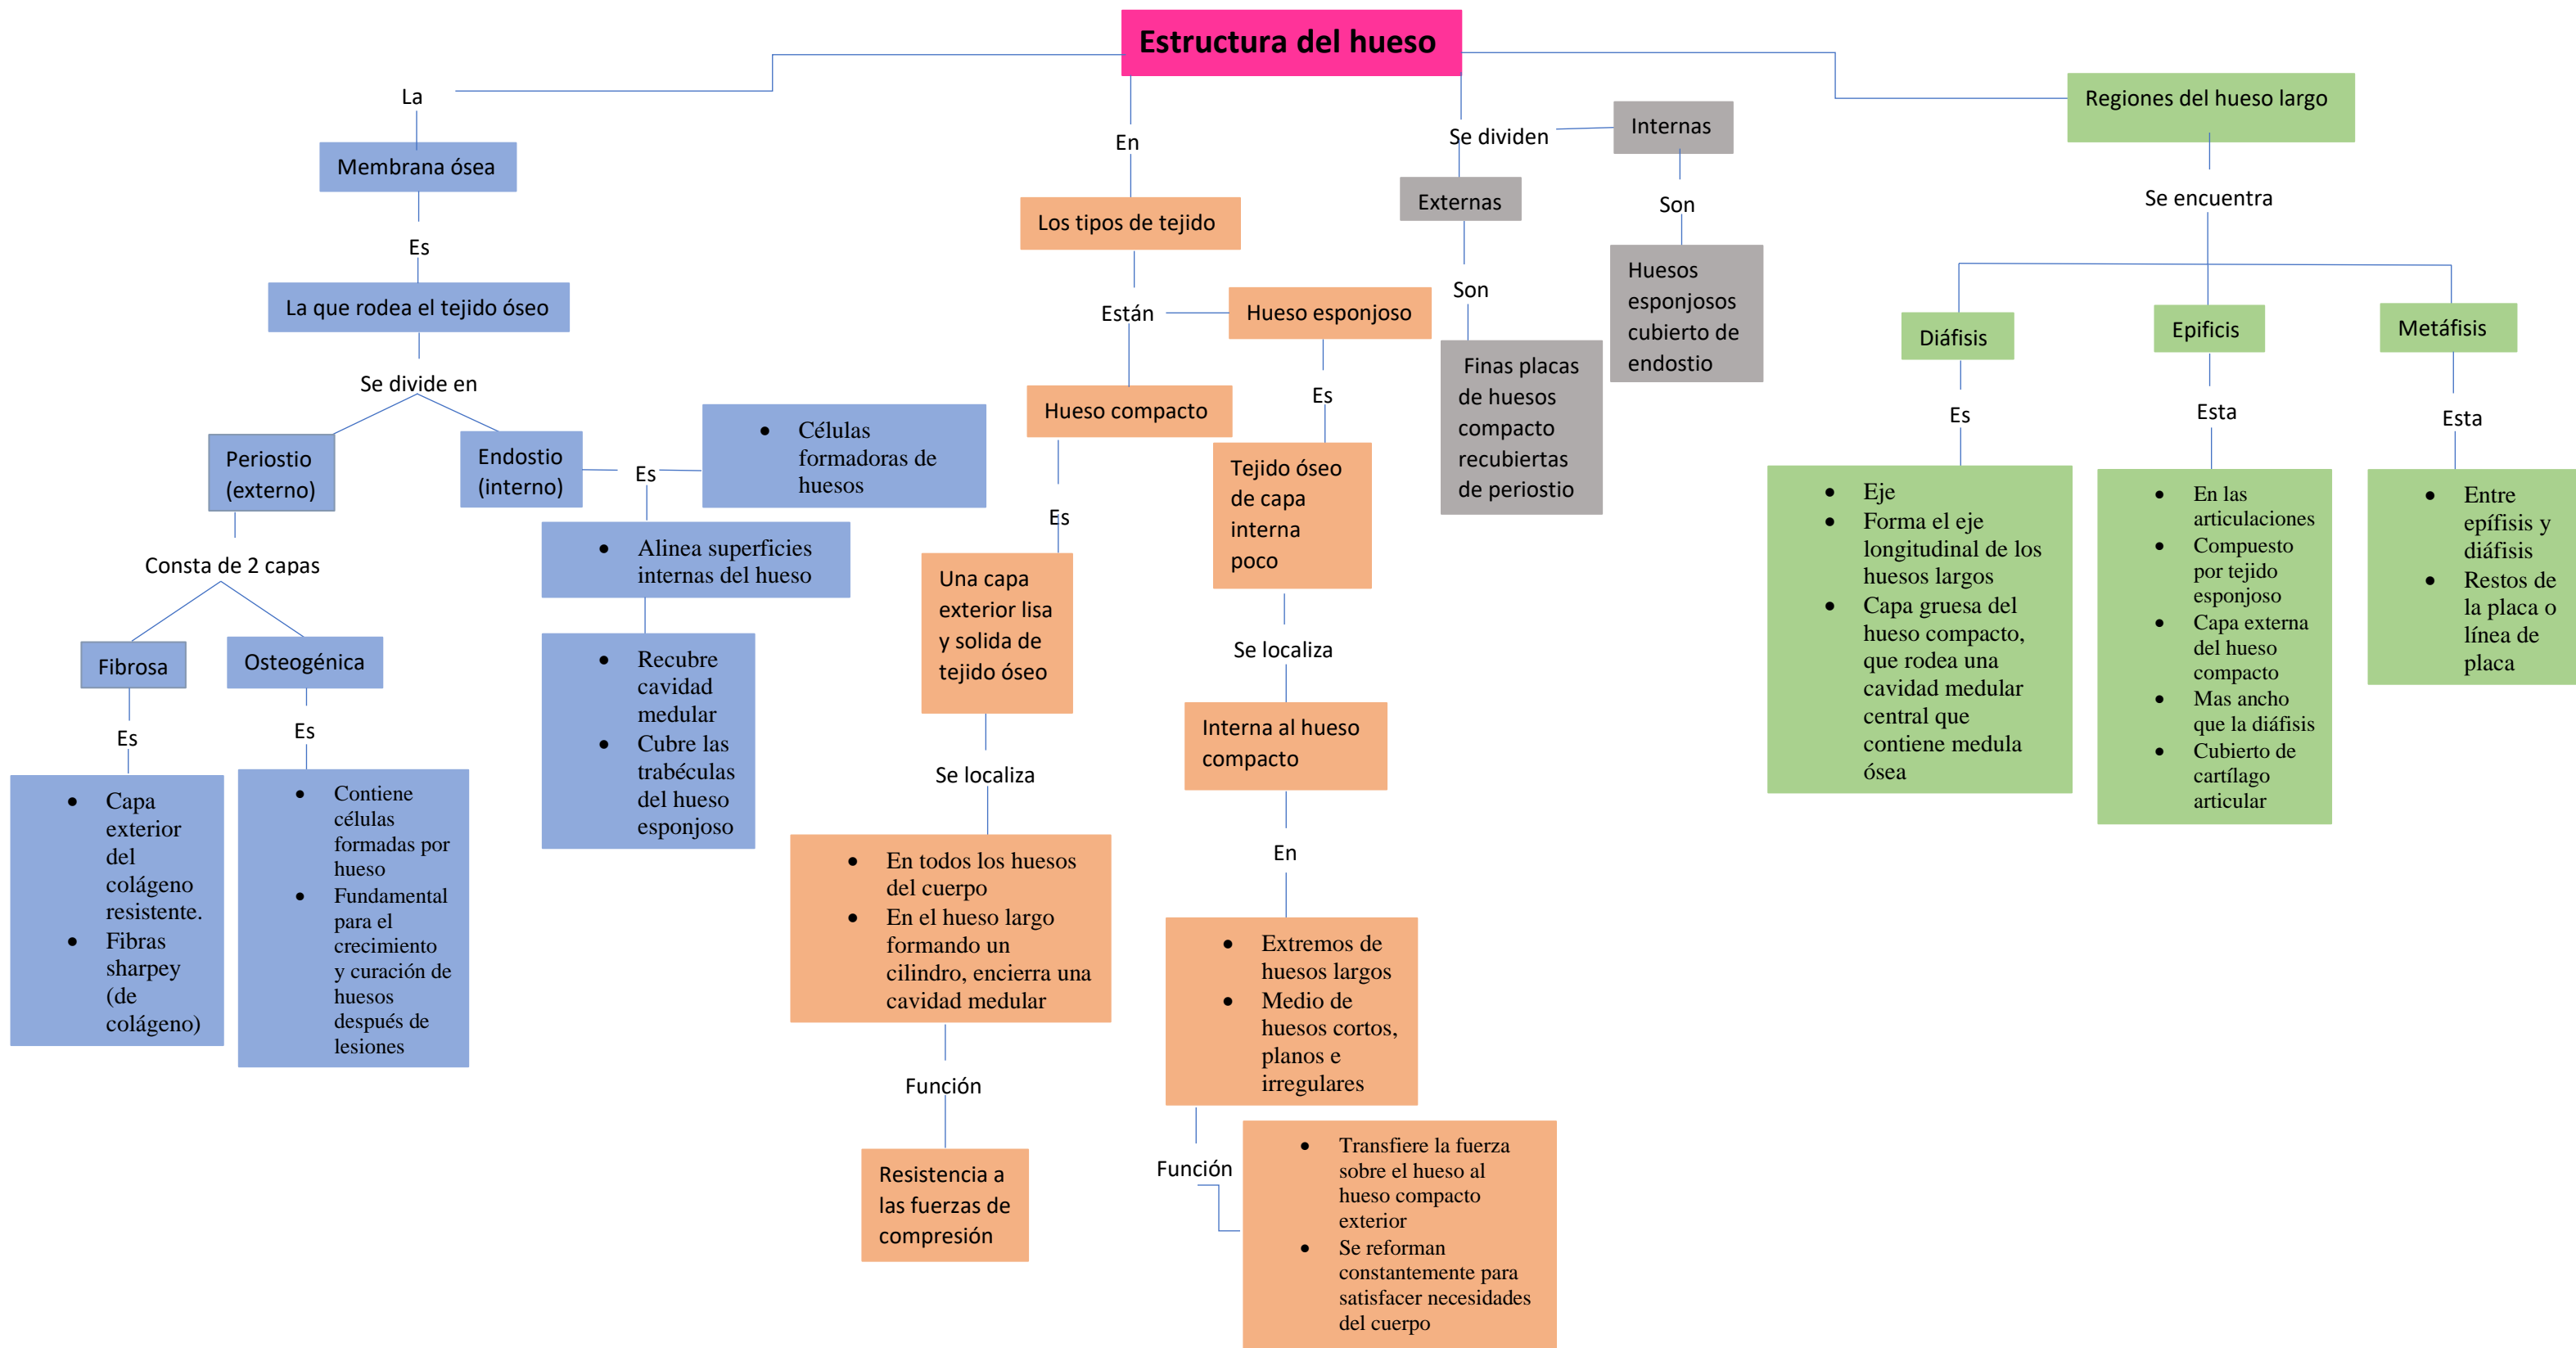 Estructura del hueso
La
Membrana ósea
Es
La que rodea el tejido óseo
Se divide en
Periostio
(externo)
Endostio
(interno)
Es
• Células
formadoras de
huesos
• Alinea superficies
internas del hueso
• Recubre
cavidad
medular
• Cubre las
trabéculas
del hueso
esponjoso
Consta de 2 capas
Fibrosa
Osteogénica
Es
Es
• Capa
exterior
del
colágeno
resistente.
• Fibras
sharpey
(de
colágeno)
• Contiene
células
formadas por
hueso
• Fundamental
para el
crecimiento
y curación de
huesos
después de
lesiones
En
Los tipos de tejido
Están
Hueso esponjoso
Hueso compacto
Es
Una capa
exterior lisa
y solida de
tejido óseo
Se localiza
• En todos los huesos
del cuerpo
• En el hueso largo
formando un
cilindro, encierra una
cavidad medular
Función
Resistencia a
las fuerzas de
compresión
Es
Tejido óseo
de capa
interna
poco
Se localiza
Interna al hueso
compacto
En
• Extremos de
huesos largos
• Medio de
huesos cortos,
planos e
irregulares
Función
• Transfiere la fuerza
sobre el hueso al
hueso compacto
exterior
• Se reforman
constantemente para
satisfacer necesidades
del cuerpo
Se dividen
Internas
Externas
Son
Finas placas
de huesos
compacto
recubiertas
de periostio
Son
Huesos
esponjosos
cubierto de
endostio
Regiones del hueso largo
Se encuentra
Diáfisis
Epificis
Metáfisis
Es
• Eje
• Forma el eje
longitudinal de los
huesos largos
• Capa gruesa del
hueso compacto,
que rodea una
cavidad medular
central que
contiene medula
ósea
Esta
• En las
articulaciones
• Compuesto
por tejido
esponjoso
• Capa externa
del hueso
compacto
• Mas ancho
que la diáfisis
• Cubierto de
cartílago
articular
Esta
• Entre
epífisis y
diáfisis
• Restos de
la placa o
línea de
placa